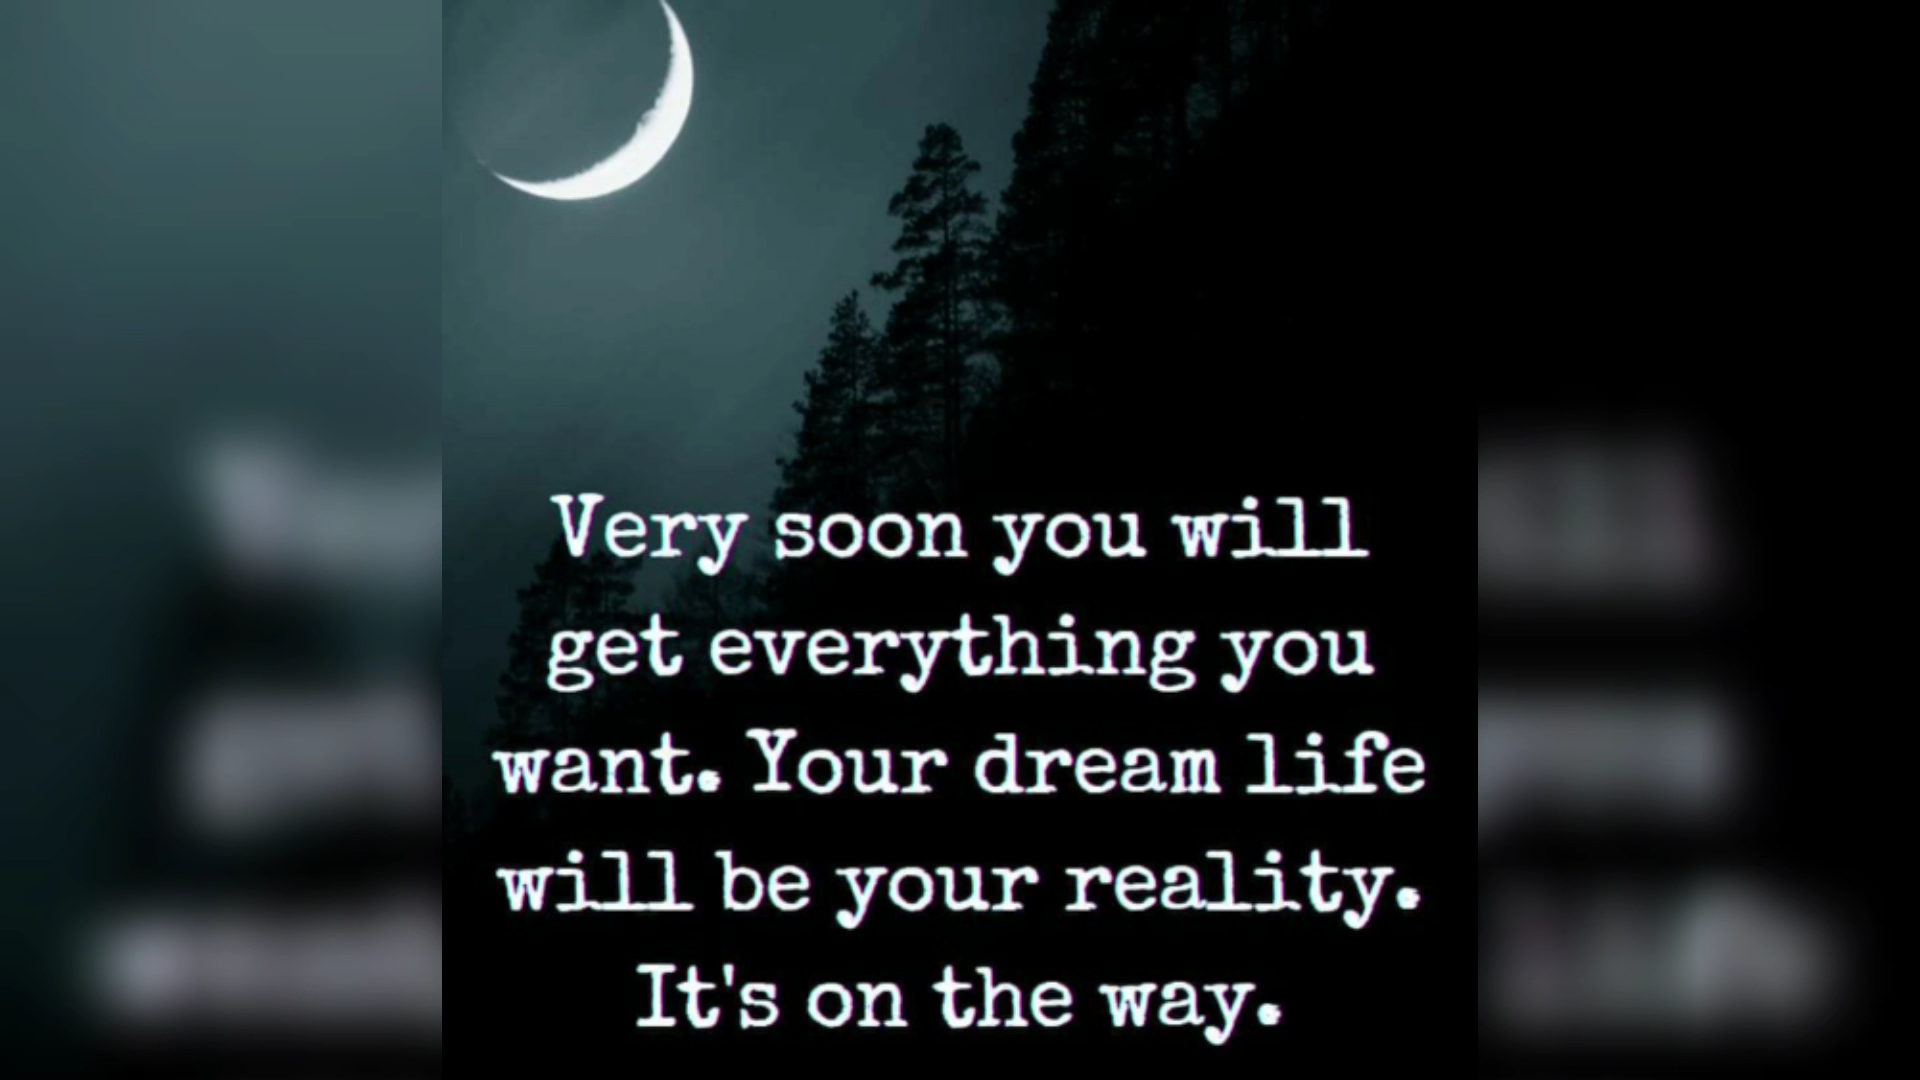 Very soon you will
get everything you
want. Your dream life
will be your reality.
It's on the way.